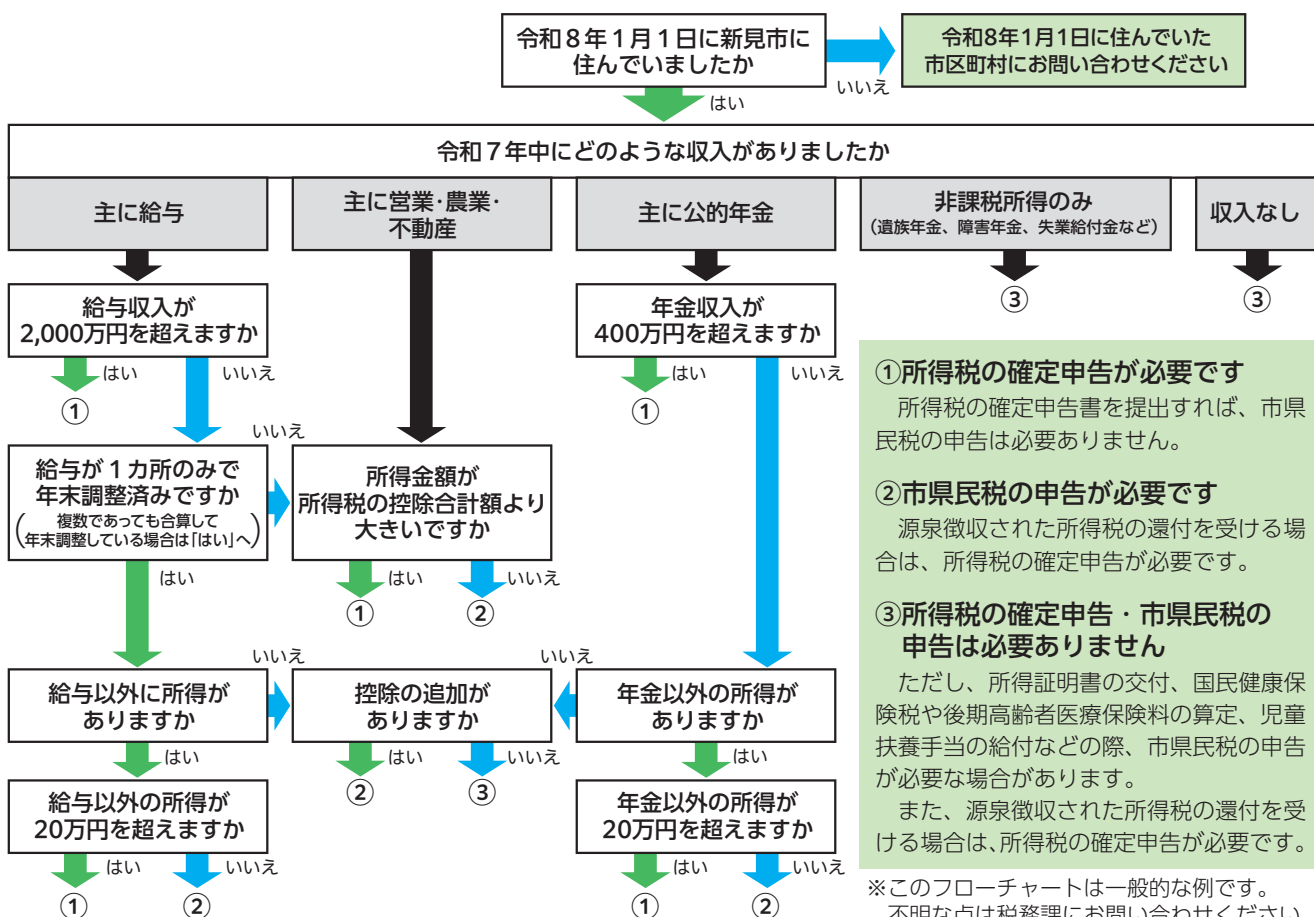 令和８年１月１日に新見市に
住んでいましたか
いいえ
令和8年1月1日に住んでいた
市区町村にお問い合わせください
はい
令和７年中にどのような収入がありましたか
主に給与
主に営業・農業・
不動産
主に公的年金
非課税所得のみ
（遺族年金、障害年金、失業給付金など）
収入なし
③
③
給与収入が
2,000万円を超えますか
はい
いいえ
①
年金収入が
400万円を超えますか
はい
いいえ
①
給与が１カ所のみで
年末調整済みですか
（複数であっても合算して
年末調整している場合は「はい」へ）
いいえ
はい
所得金額が
所得税の控除合計額より
大きいですか
はい
いいえ
①
②
給与以外に所得が
ありますか
いいえ
はい
控除の追加が
ありますか
はい
いいえ
②
③
年金以外の所得が
ありますか
いいえ
はい
給与以外の所得が
20万円を超えますか
はい
いいえ
①
②
年金以外の所得が
20万円を超えますか
はい
いいえ
①
②
①所得税の確定申告が必要です
所得税の確定申告書を提出すれば、市県
民税の申告は必要ありません。
②市県民税の申告が必要です
源泉徴収された所得税の還付を受ける場
合は、所得税の確定申告が必要です。
③所得税の確定申告・市県民税の
申告は必要ありません
ただし、所得証明書の交付、国民健康保
険税や後期高齢者医療保険料の算定、児童
扶養手当の給付などの際、市県民税の申告
が必要な場合があります。
また、源泉徴収された所得税の還付を受
ける場合は、所得税の確定申告が必要です。
※このフローチャートは一般的な例です。
不明な点は税務課にお問い合わせください